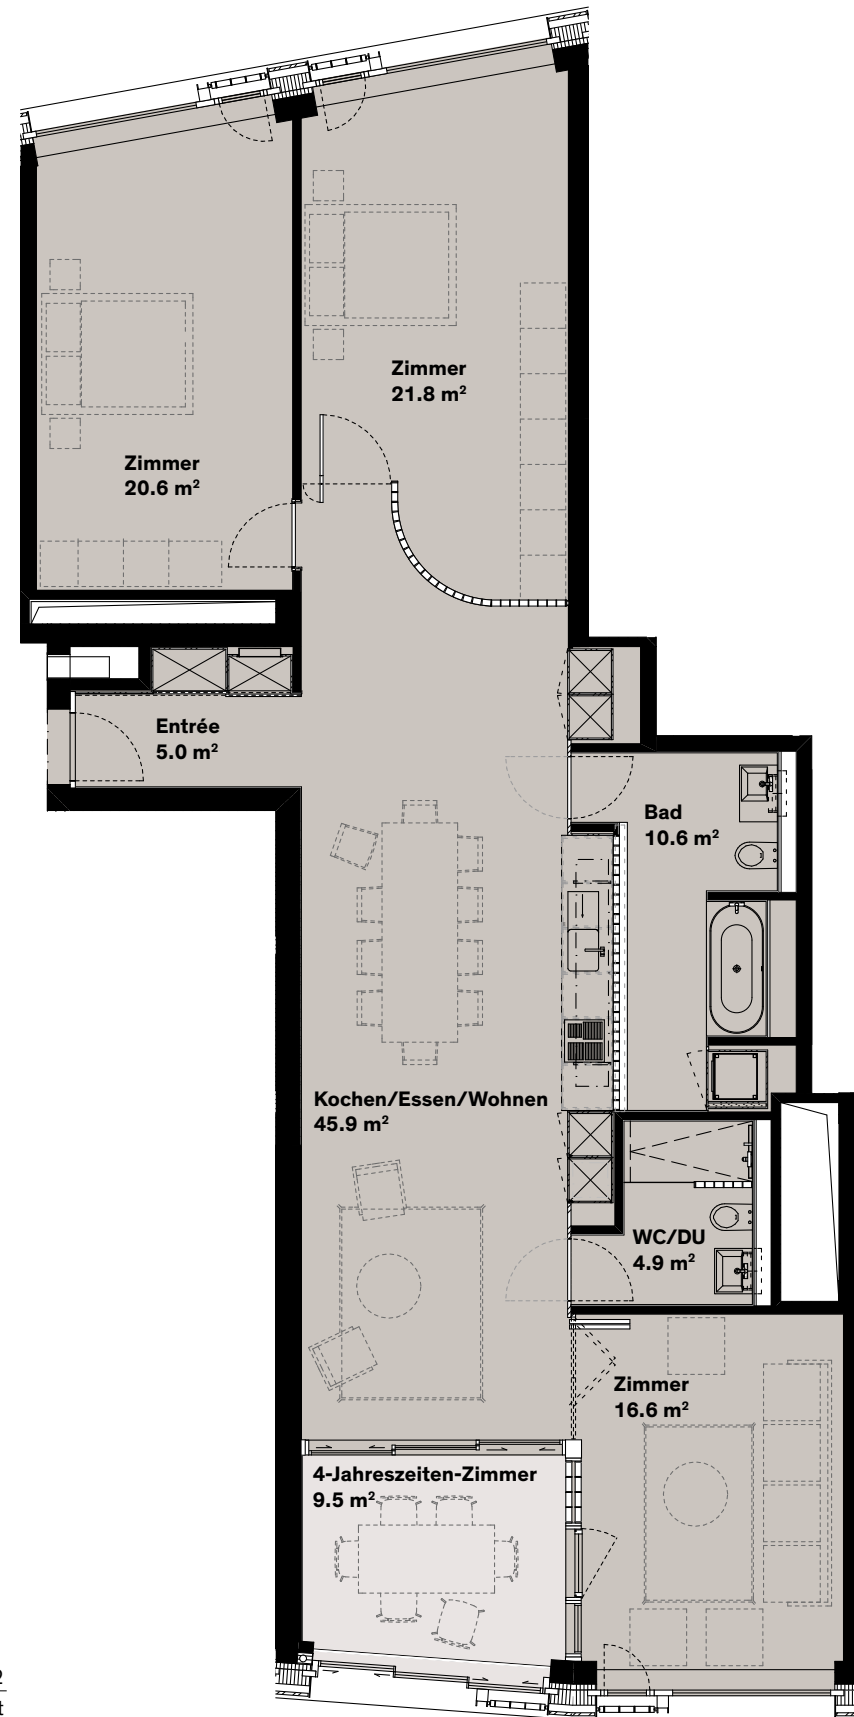 Zimmer
21.8 m²
Zimmer
20.6 m²
Entrée
5.0 m²
Bad
10.6 m²
Kochen/Essen/Wohnen
45.9 m²
WC/DU
4.9 m²
Zimmer
16.6 m²
4-Jahreszeiten-Zimmer
9.5 m²